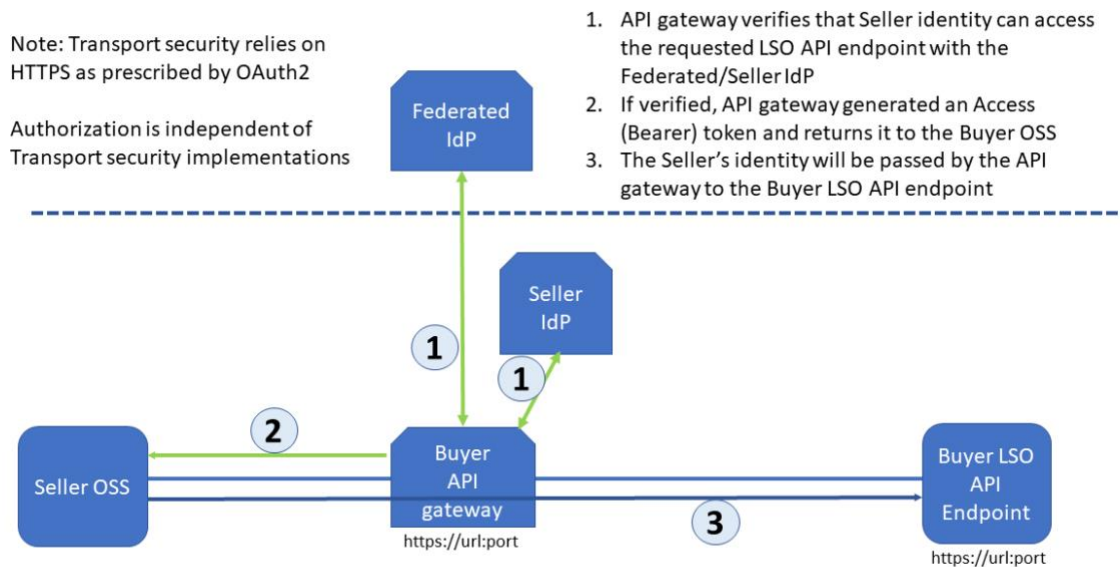 Note: Transport security relies on
HTTPS as prescribed by OAuth2
Authorization is independent of
Transport security implementations
1. API gateway verifies that Seller identity can access
the requested LSO API endpoint with the
Federated/Seller IdP
2. If verified, API gateway generated an Access
(Bearer) token and returns it to the Buyer OSS
3. The Seller’s identity will be passed by the API
gateway to the Buyer LSO API endpoint
Federated
IdP
Seller
IdP
1
1
2
Seller OSS
Buyer
API
gateway
https://url:port
3
Buyer LSO
API
Endpoint
https://url:port